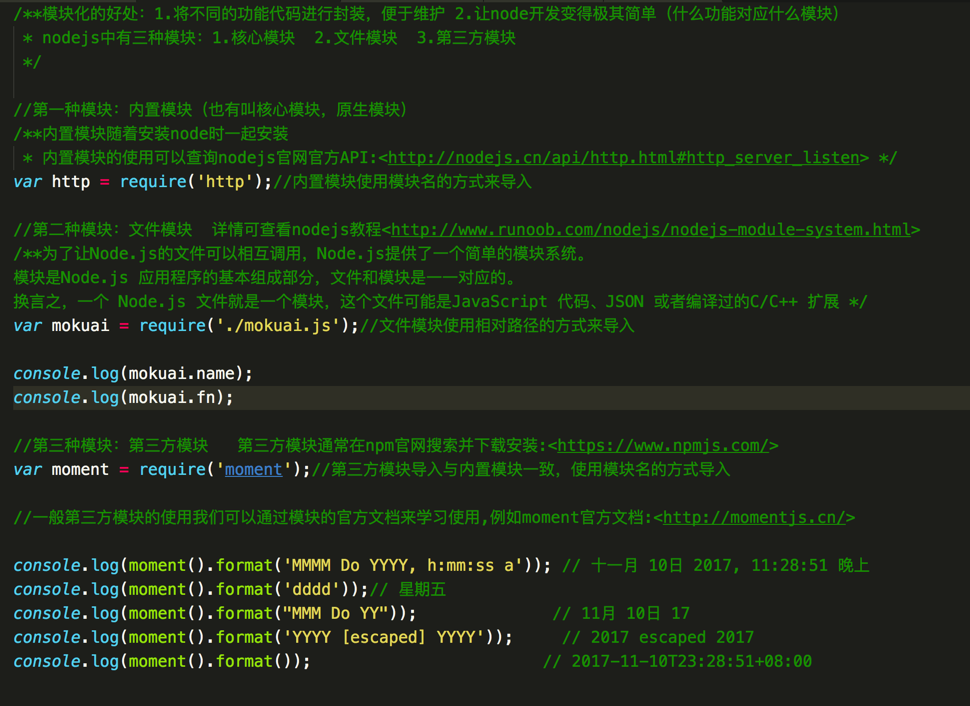 /**模块化的好处：1.将不同的功能代码进行封装，便于维护 2.让node开发变得极其简单（什么功能对应什么模块）
 * nodejs中有三种模块：1.核心模块  2.文件模块  3.第三方模块
 */
//第一种模块：内置模块（也有叫核心模块，原生模块）
/**内置模块随着安装node时一起安装
 * 内置模块的使用可以查询nodejs官网官方API:<http://nodejs.cn/api/http.html#http_server_listen> */
var http = require('http');//内置模块使用模块名的方式来导入
//第二种模块：文件模块  详情可查看nodejs教程<http://www.runoob.com/nodejs/nodejs-module-system.html>
/**为了让Node.js的文件可以相互调用，Node.js提供了一个简单的模块系统。
模块是Node.js 应用程序的基本组成部分，文件和模块是一一对应的。
换言之，一个 Node.js 文件就是一个模块，这个文件可能是JavaScript 代码、JSON 或者编译过的C/C++ 扩展 */
var mokuai = require('./mokuai.js');//文件模块使用相对路径的方式来导入
console.log(mokuai.name);
console.log(mokuai.fn);
//第三种模块：第三方模块   第三方模块通常在npm官网搜索并下载安装:<https://www.npmjs.com/>
var moment = require('moment');//第三方模块导入与内置模块一致，使用模块名的方式导入
//一般第三方模块的使用我们可以通过模块的官方文档来学习使用,例如moment官方文档:<http://momentjs.cn/>
console.log(moment().format('MMMM Do YYYY, h:mm:ss a')); // 十一月 10日 2017, 11:28:51 晚上
console.log(moment().format('dddd'));// 星期五
console.log(moment().format("MMM Do YY"));              // 11月 10日 17
console.log(moment().format('YYYY [escaped] YYYY'));     // 2017 escaped 2017
console.log(moment().format());                        // 2017-11-10T23:28:51+08:00